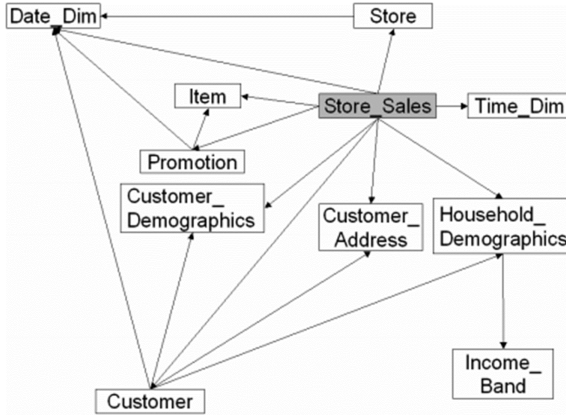 Date_Dim
Store
Item
Store_Sales
Time_Dim
Promotion
Customer_
Demographics
Customer_
Address
Household_
Demographics
Income_
Band
Customer